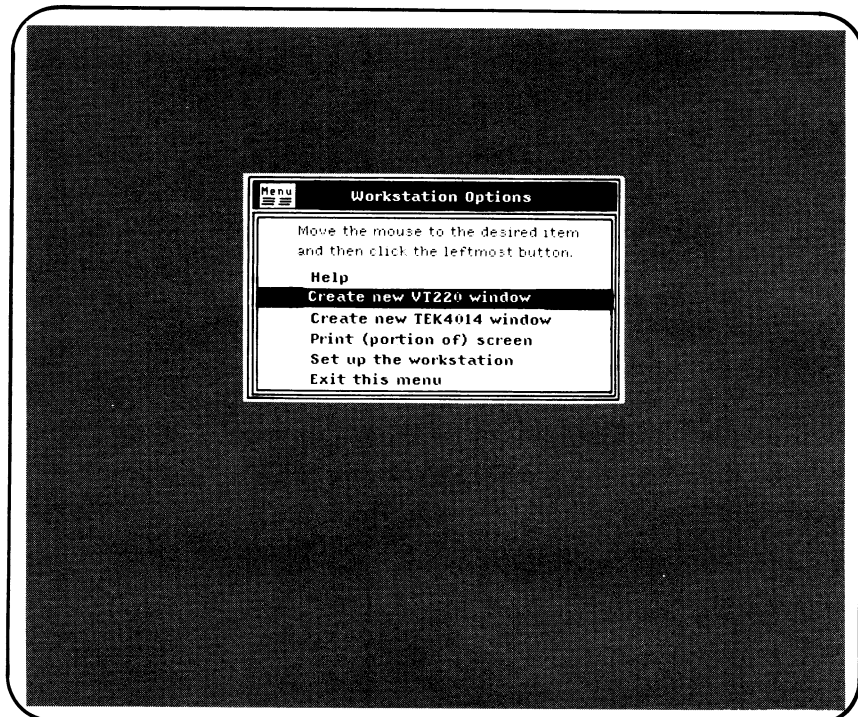 Menu
Workstation Options
Move the mouse to the desired item
and then click the leftmost button.
Help
Create new VT220 window
Create new TEK4014 window
Print (portion of) screen
Set up the workstation
Exit this menu